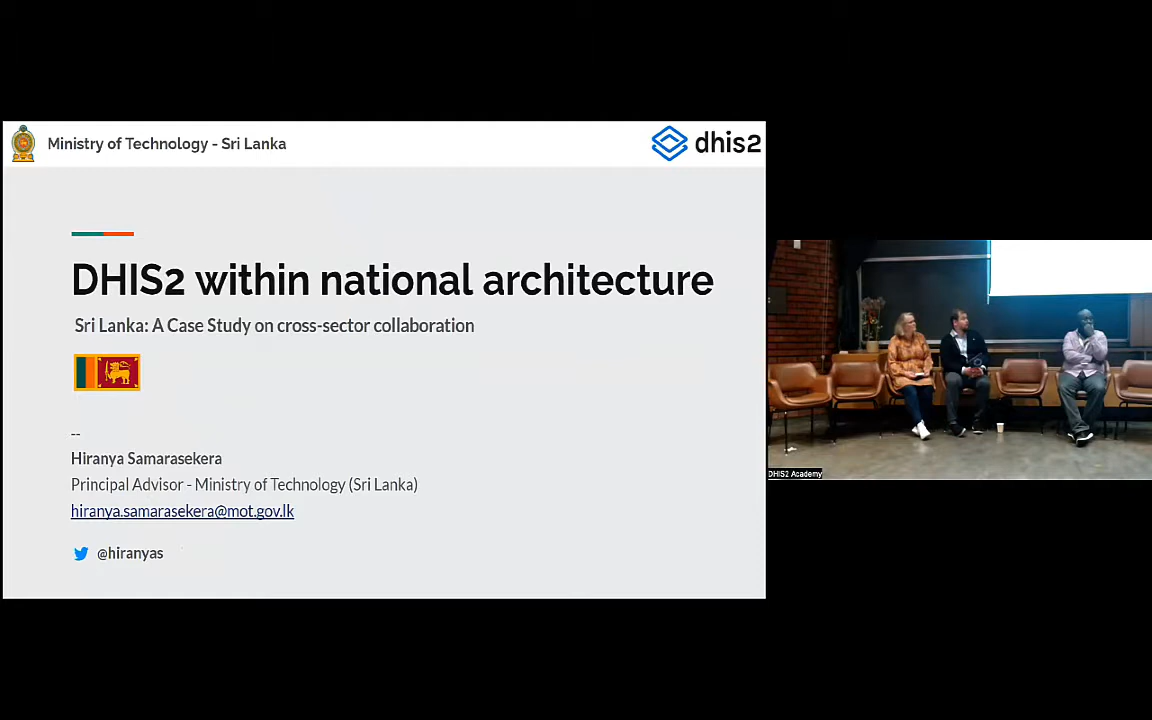 Ministry of Technology - Sri Lanka
dhis2
DHIS2 within national architecture
Sri Lanka: A Case Study on cross-sector collaboration
--
Hiranya Samarasekera
Principal Advisor - Ministry of Technology (Sri Lanka)
hiranya.samarasekera@mot.gov.lk
@hiranyas
DHIS2 Academy